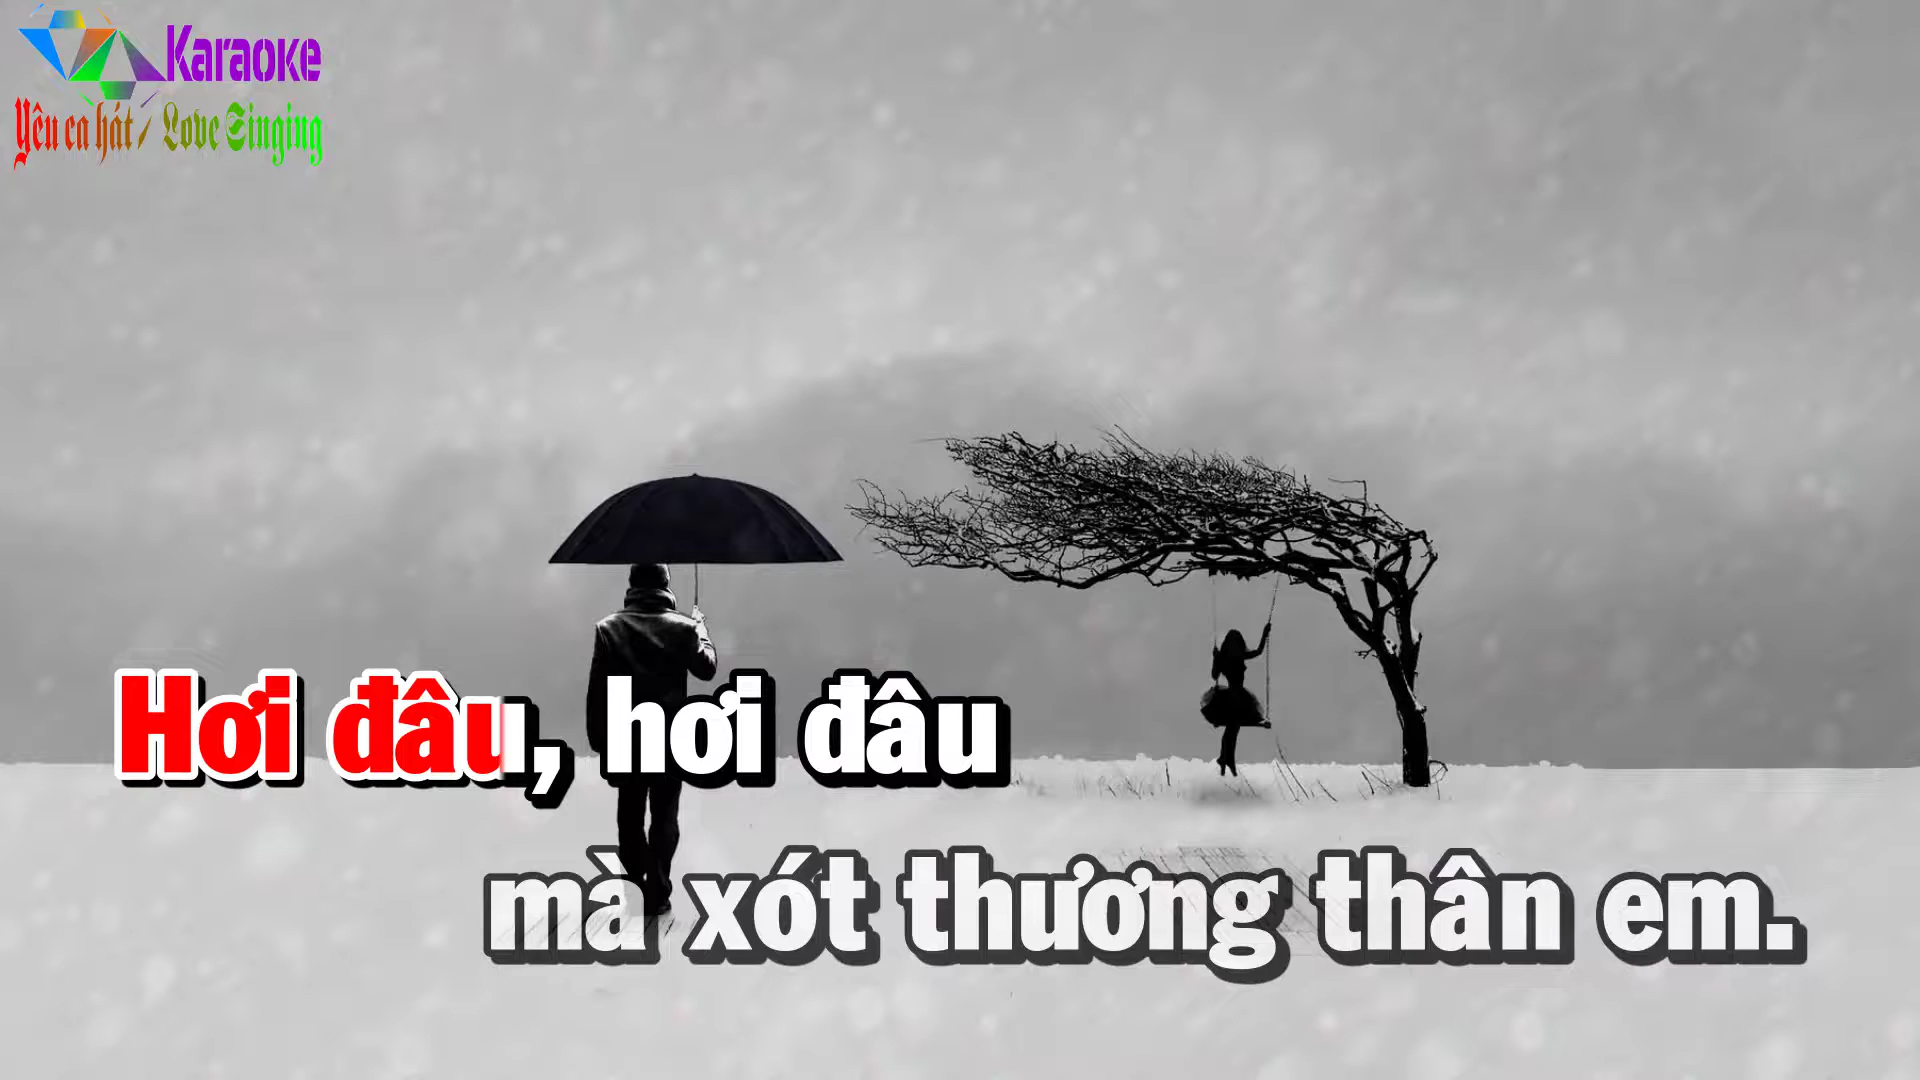 Karaoke
Yêu ca hát / Love Singing
Hơi đâu, hơi đâu
mà xót thương thân em.